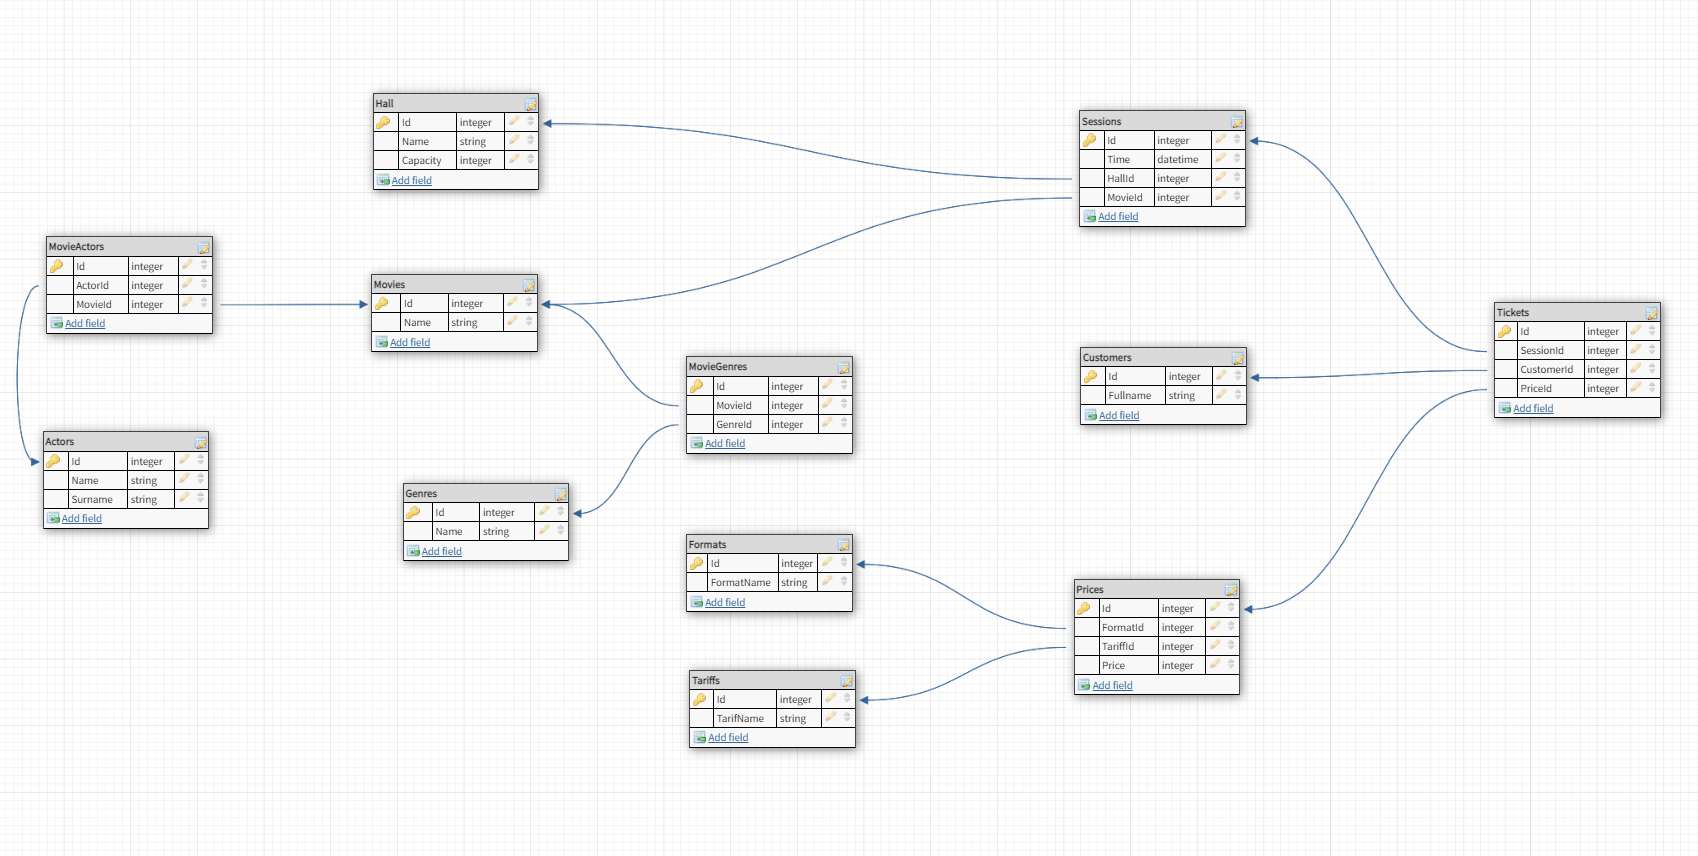 Hall
Id integer
Name string
Capacity integer
Add field
Sessions
Id integer
Time datetime
HallId integer
MovieId integer
Add field
MovieActors
Id integer
ActorId integer
MovieId integer
Add field
Movies
Id integer
Name string
Add field
Tickets
Id integer
SessionId integer
CustomerId integer
PriceId integer
Add field
Customers
Id integer
Fullname string
Add field
MovieGenres
Id integer
MovieId integer
GenreId integer
Add field
Actors
Id integer
Name string
Surname string
Add field
Genres
Id integer
Name string
Add field
Formats
Id integer
FormatName string
Add field
Prices
Id integer
FormatId integer
TariffId integer
Price integer
Add field
Tariffs
Id integer
TarifName string
Add field